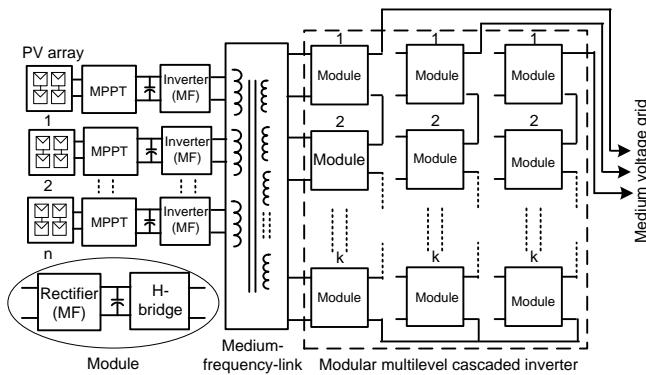 PV array
MPPT
Inverter
(MF)
1
MPPT
Inverter
(MF)
2
MPPT
Inverter
(MF)
n
Rectifier
(MF)
H-
bridge
Module
Medium-
frequency-link
1
Module
1
Module
1
Module
2
Module
2
Module
2
Module
k
Module
k
Module
k
Module
Modular multilevel cascaded inverter
Medium voltage grid